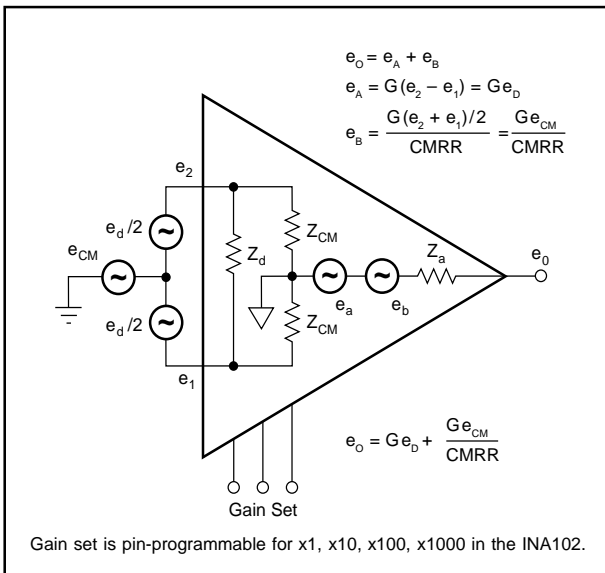 e_O = e_A + e_B
e_A = G(e_2 – e_1) = Ge_D
e_B = G(e_2 + e_1)/2 / CMRR = Ge_CM / CMRR
e_2
e_d/2
Z_CM
e_CM
Z_d
Z_a
e_0
e_a
e_b
e_d/2
Z_CM
e_1
e_O = Ge_D + Ge_CM / CMRR
Gain Set
Gain set is pin-programmable for x1, x10, x100, x1000 in the INA102.